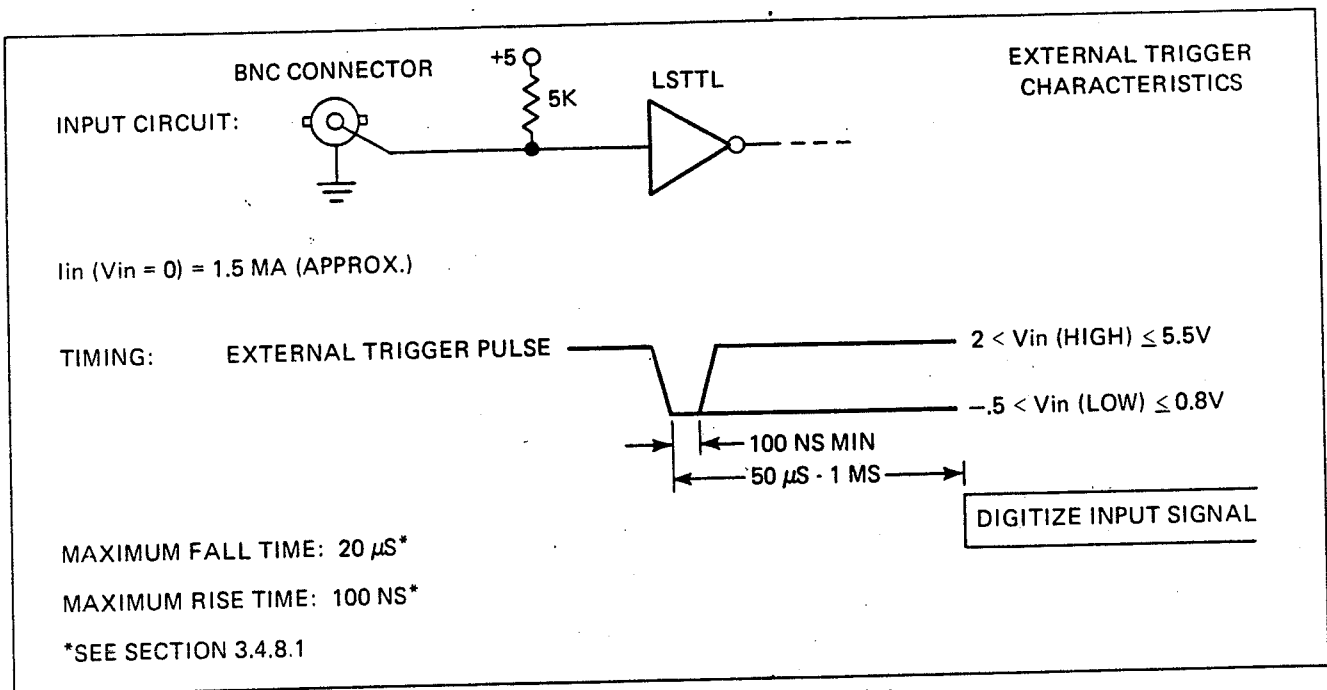 EXTERNAL TRIGGER
CHARACTERISTICS
BNC CONNECTOR
+5
5K
LSTTL
INPUT CIRCUIT:
Iin (Vin = 0) = 1.5 MA (APPROX.)
TIMING: EXTERNAL TRIGGER PULSE
2 < Vin (HIGH) ≤ 5.5V
–.5 < Vin (LOW) ≤ 0.8V
100 NS MIN
50 µS - 1 MS
DIGITIZE INPUT SIGNAL
MAXIMUM FALL TIME: 20 µS*
MAXIMUM RISE TIME: 100 NS*
*SEE SECTION 3.4.8.1